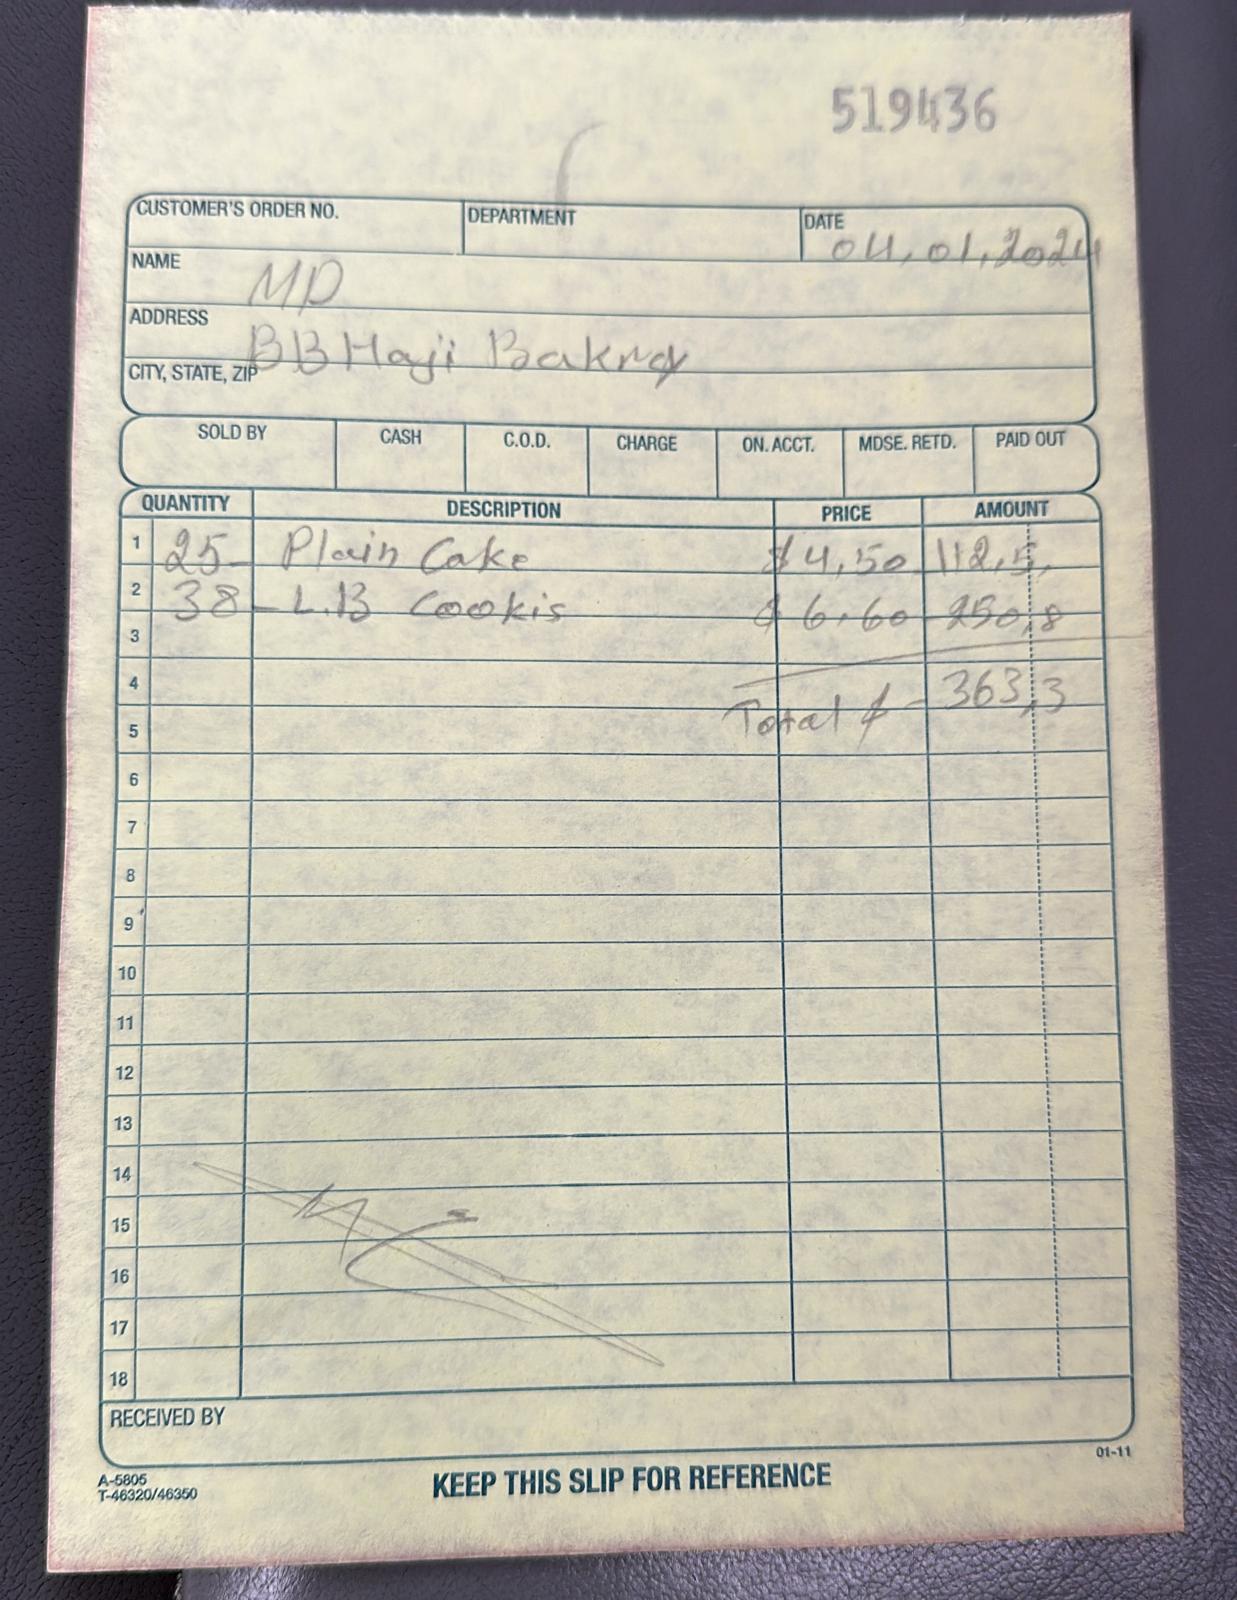 519436
CUSTOMER'S ORDER NO. DEPARTMENT DATE 04,01,2024
NAME MD
ADDRESS BB Haji Bakry
CITY, STATE, ZIP
SOLD BY CASH C.O.D. CHARGE ON. ACCT. MDSE. RETD. PAID OUT
QUANTITY DESCRIPTION PRICE AMOUNT
1 25- Plain Cake $4,50 112,5,
2 38 - L.B Cookis $6,60 250,8
3
4 363,3
5 Total $ -
6
7
8
9
10
11
12
13
14
15
16
17
18
RECEIVED BY
01-11
A-5805
T-46320/46350
KEEP THIS SLIP FOR REFERENCE